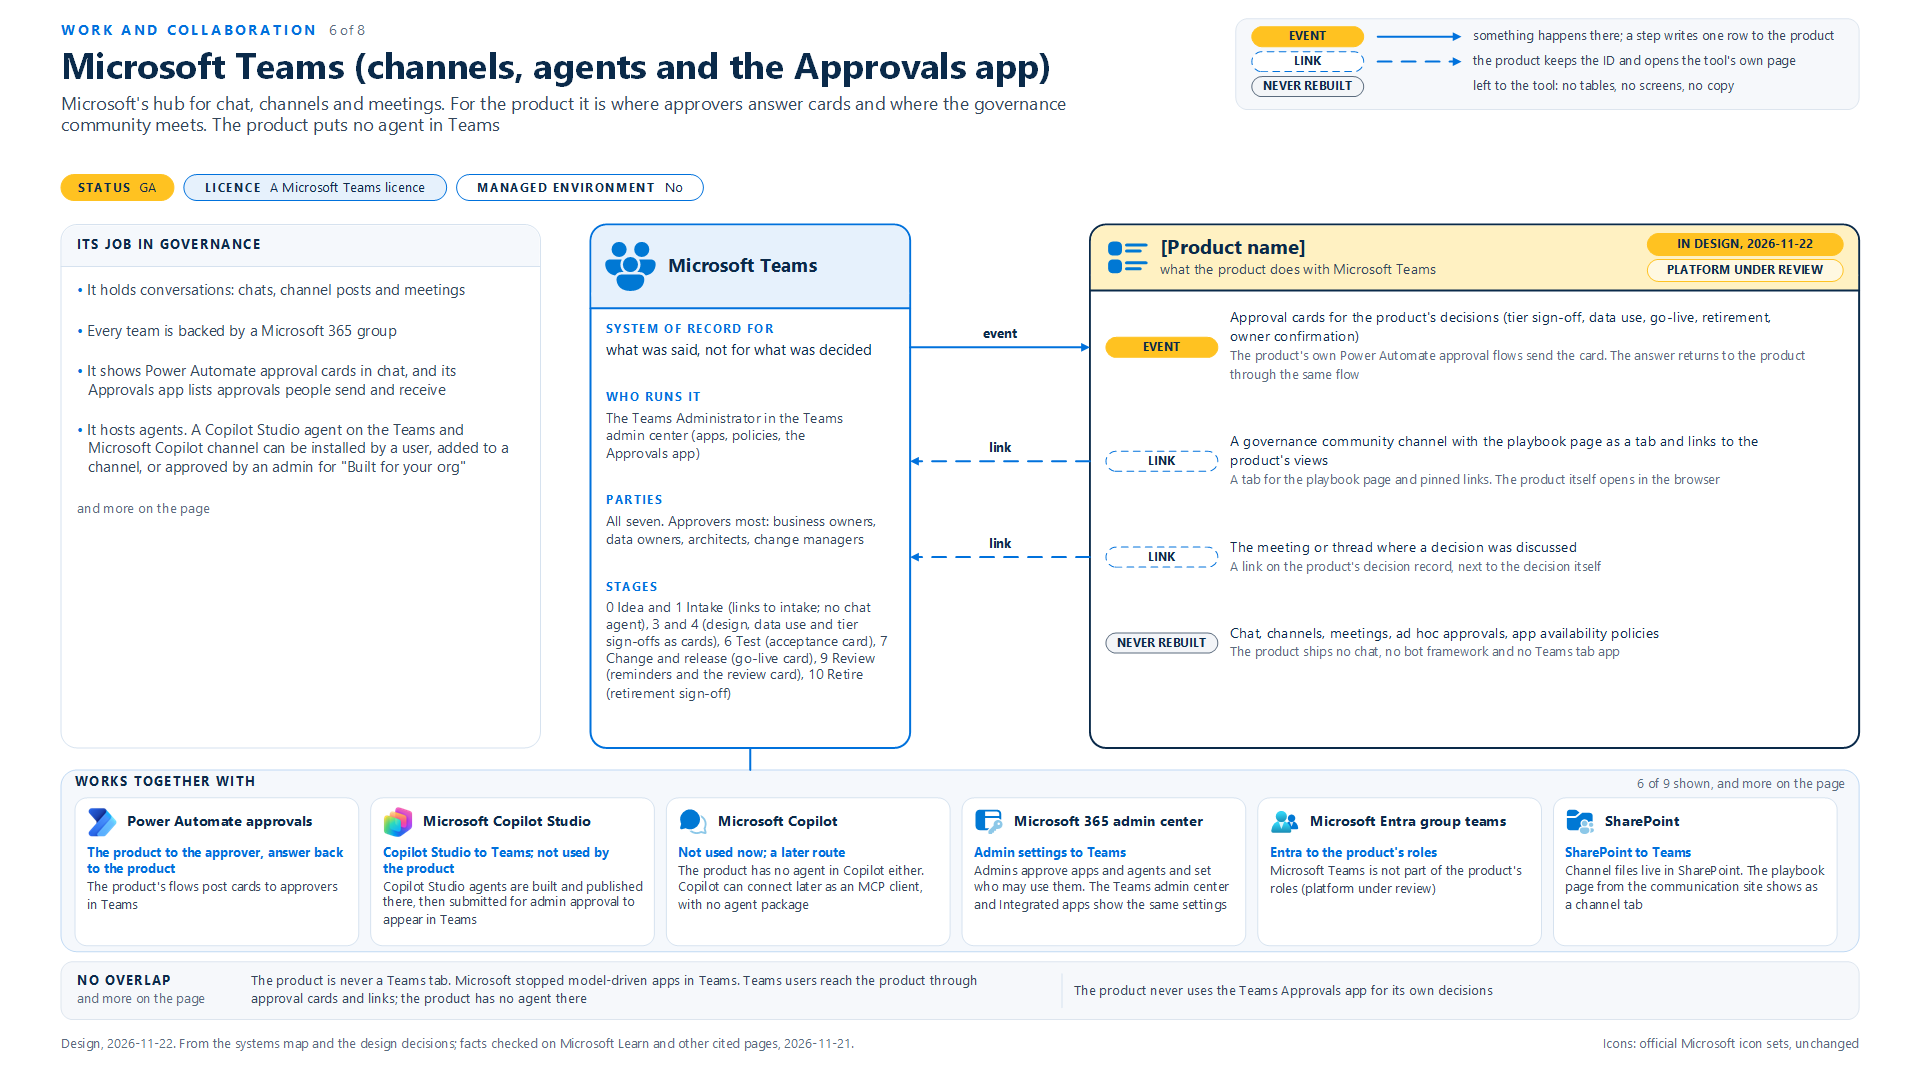 WORK AND COLLABORATION 6 of 8
Microsoft Teams (channels, agents and the Approvals app)
Microsoft's hub for chat, channels and meetings. For the product it is where approvers answer cards and where the governance
community meets. The product puts no agent in Teams
EVENT something happens there; a step writes one row to the product
LINK the product keeps the ID and opens the tool's own page
NEVER REBUILT left to the tool: no tables, no screens, no copy
STATUS GA
LICENCE A Microsoft Teams licence
MANAGED ENVIRONMENT No
ITS JOB IN GOVERNANCE
• It holds conversations: chats, channel posts and meetings
• Every team is backed by a Microsoft 365 group
• It shows Power Automate approval cards in chat, and its
Approvals app lists approvals people send and receive
• It hosts agents. A Copilot Studio agent on the Teams and
Microsoft Copilot channel can be installed by a user, added to a
channel, or approved by an admin for "Built for your org"
and more on the page
Microsoft Teams
SYSTEM OF RECORD FOR
what was said, not for what was decided
WHO RUNS IT
The Teams Administrator in the Teams
admin center (apps, policies, the
Approvals app)
PARTIES
All seven. Approvers most: business owners,
data owners, architects, change managers
STAGES
0 Idea and 1 Intake (links to intake; no chat
agent), 3 and 4 (design, data use and tier
sign-offs as cards), 6 Test (acceptance card), 7
Change and release (go-live card), 9 Review
(reminders and the review card), 10 Retire
(retirement sign-off)
event
link
link
[Product name]
what the product does with Microsoft Teams
IN DESIGN, 2026-11-22
PLATFORM UNDER REVIEW
EVENT
Approval cards for the product's decisions (tier sign-off, data use, go-live, retirement,
owner confirmation)
The product's own Power Automate approval flows send the card. The answer returns to the product
through the same flow
LINK
A governance community channel with the playbook page as a tab and links to the
product's views
A tab for the playbook page and pinned links. The product itself opens in the browser
LINK
The meeting or thread where a decision was discussed
A link on the product's decision record, next to the decision itself
NEVER REBUILT
Chat, channels, meetings, ad hoc approvals, app availability policies
The product ships no chat, no bot framework and no Teams tab app
WORKS TOGETHER WITH
6 of 9 shown, and more on the page
Power Automate approvals
The product to the approver, answer back
to the product
The product's flows post cards to approvers
in Teams
Microsoft Copilot Studio
Copilot Studio to Teams; not used by
the product
Copilot Studio agents are built and published
there, then submitted for admin approval to
appear in Teams
Microsoft Copilot
Not used now; a later route
The product has no agent in Copilot either.
Copilot can connect later as an MCP client,
with no agent package
Microsoft 365 admin center
Admin settings to Teams
Admins approve apps and agents and set
who may use them. The Teams admin center
and Integrated apps show the same settings
Microsoft Entra group teams
Entra to the product's roles
Microsoft Teams is not part of the product's
roles (platform under review)
SharePoint
SharePoint to Teams
Channel files live in SharePoint. The playbook
page from the communication site shows as
a channel tab
NO OVERLAP
and more on the page
The product is never a Teams tab. Microsoft stopped model-driven apps in Teams. Teams users reach the product through
approval cards and links; the product has no agent there
The product never uses the Teams Approvals app for its own decisions
Design, 2026-11-22. From the systems map and the design decisions; facts checked on Microsoft Learn and other cited pages, 2026-11-21.
Icons: official Microsoft icon sets, unchanged